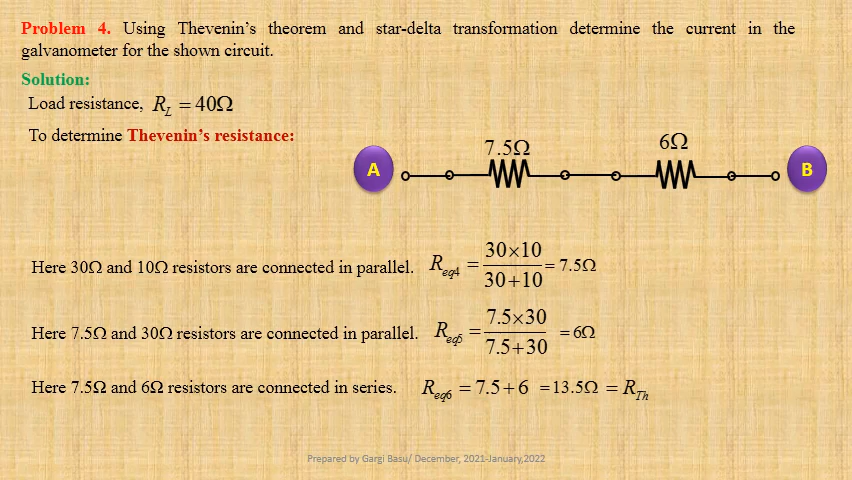 Problem 4. Using Thevenin's theorem and star-delta transformation determine the current in the
galvanometer for the shown circuit.
Solution:
Load resistance, R_L = 40Ω
To determine Thevenin's resistance:
7.5Ω 6Ω
A B
Here 30Ω and 10Ω resistors are connected in parallel. R_eq4 = (30×10)/(30+10) = 7.5Ω
Here 7.5Ω and 30Ω resistors are connected in parallel. R_eq5 = (7.5×30)/(7.5+30) = 6Ω
Here 7.5Ω and 6Ω resistors are connected in series. R_eq6 = 7.5+6 = 13.5Ω = R_Th
Prepared by Gargi Basu/ December, 2021-January,2022